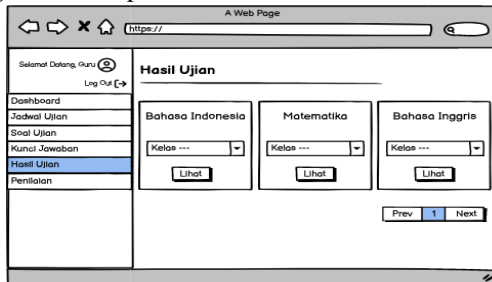 A Web Page
https://
Selamat Datang, Guru
Log Out
Dashboard
Jadwal Ujian
Soal Ujian
Kunci Jawaban
Hasil Ujian
Penilaian
Hasil Ujian
Bahasa Indonesia
Kelas ---
Lihat
Matematika
Kelas ---
Lihat
Bahasa Inggris
Kelas ---
Lihat
Prev 1 Next